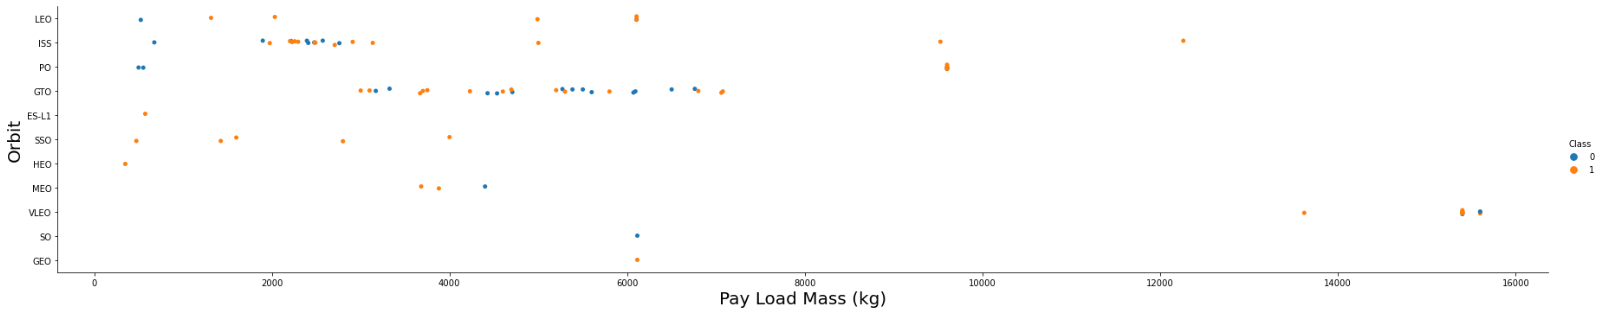 LEO
ISS
PO
GTO
ES-L1
SSO
HEO
MEO
VLEO
SO
GEO
Orbit
0 2000 4000 6000 8000 10000 12000 14000 16000
Pay Load Mass (kg)
Class
0
1